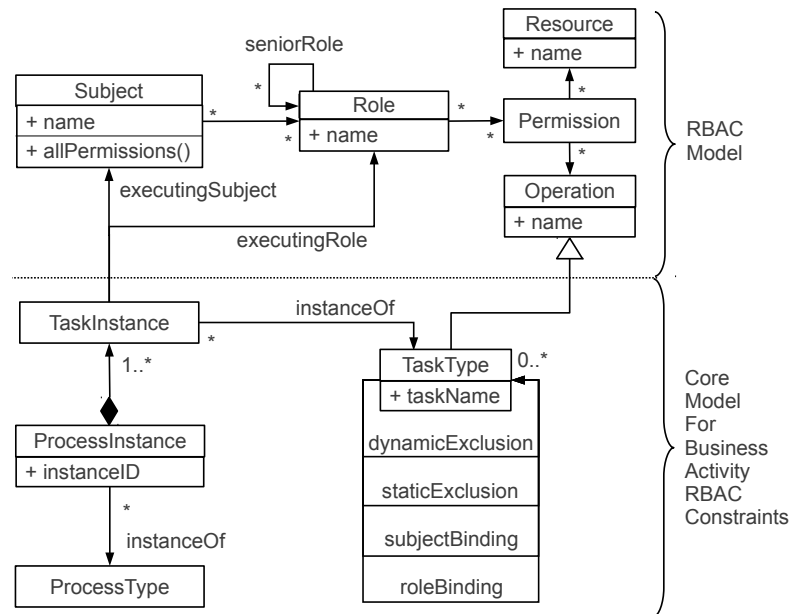 Resource
+ name
seniorRole
*
*
Subject
+ name
+ allPermissions()
*
*
Role
+ name
*
*
*
Permission
*
RBAC
Model
executingSubject
Operation
+ name
executingRole
TaskInstance
*
instanceOf
1..*
TaskType
+ taskName
0..*
dynamicExclusion
staticExclusion
subjectBinding
roleBinding
ProcessInstance
+ instanceID
*
instanceOf
ProcessType
Core
Model
For
Business
Activity
RBAC
Constraints